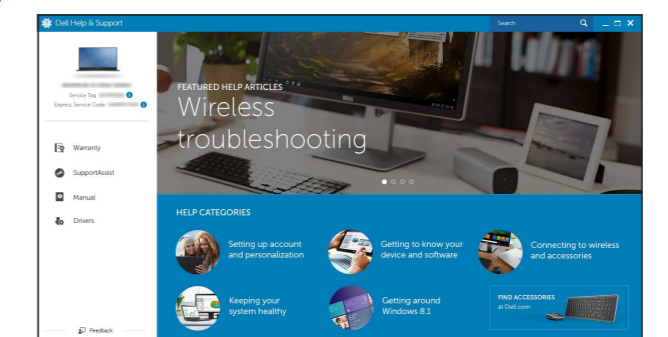 Dell Help & Support
Search
Service Tag
Express Service Code
Warranty
SupportAssist
Manual
Drivers
Feedback
FEATURED HELP ARTICLES
Wireless
troubleshooting
HELP CATEGORIES
Setting up account
and personalization
Getting to know your
device and software
Connecting to wireless
and accessories
Keeping your
system healthy
Getting around
Windows 8.1
FIND ACCESSORIES
at Dell.com